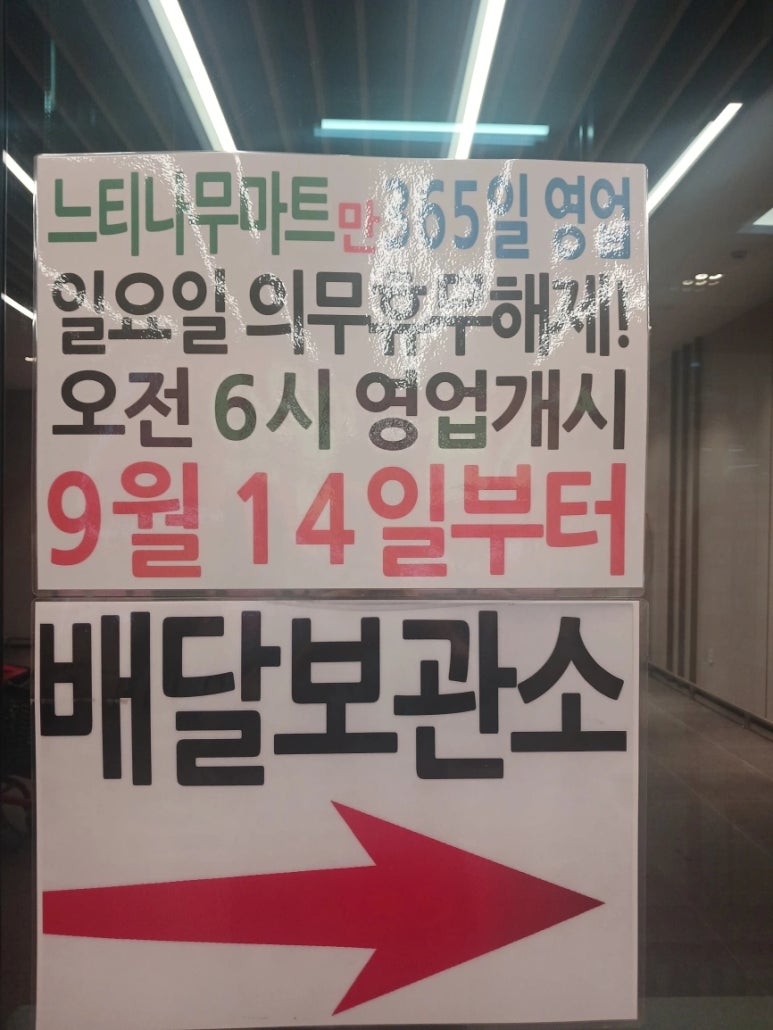 느티나무마트만 365일 영업
일요일 의무휴무해제!
오전 6시 영업개시
9월 14일부터
배달보관소